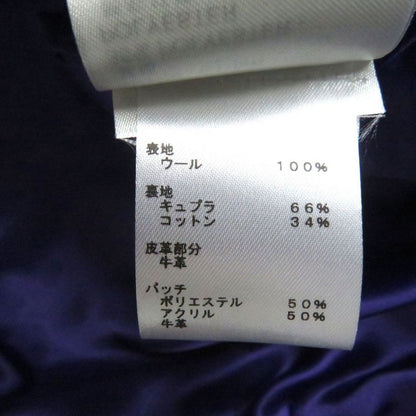 POLYESTER
表地
ウール 100%
裏地
キュプラ 66%
コットン 34%
皮革部分
牛革
パッチ
ポリエステル 50%
アクリル 50%
牛革